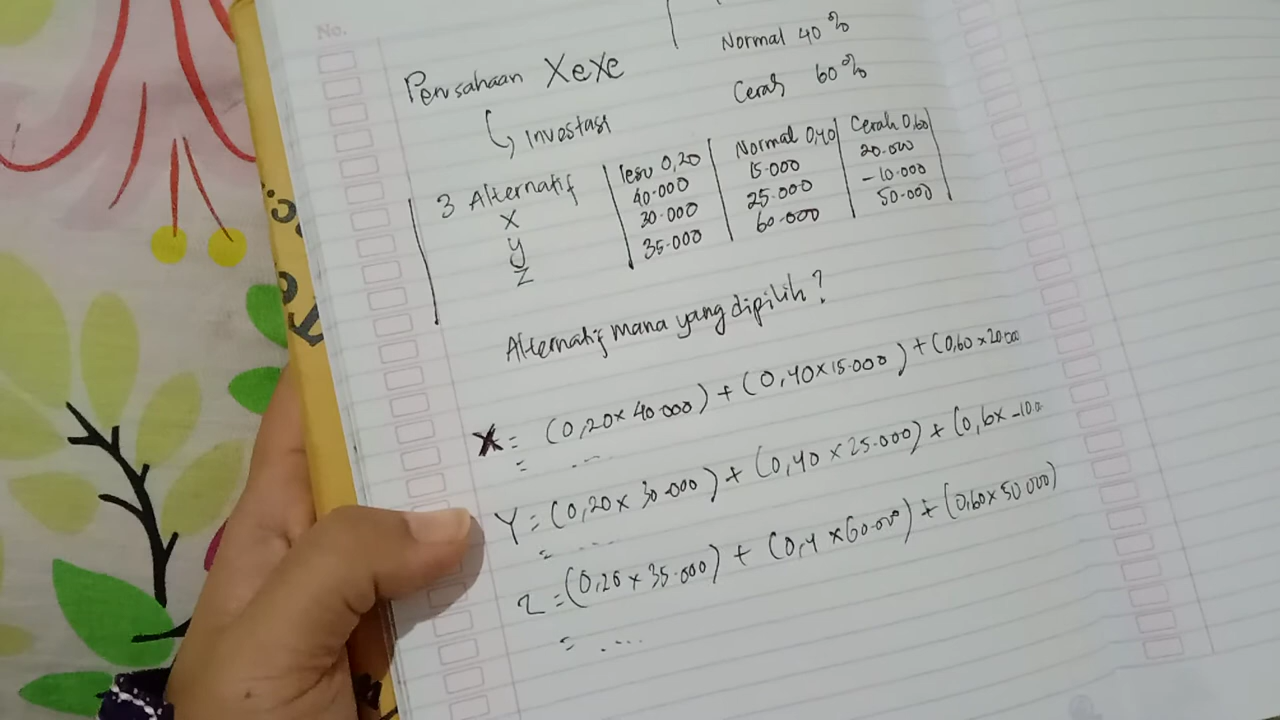 No.
Normal 40%
Perusahaan XeXe
Cerah 60%
Investasi
3 Alternatif | lesu 0,20 | Normal 0,40 | Cerah 0,60
X | 40.000 | 15.000 | 20.000
y | 30.000 | 25.000 | -10.000
Z | 35.000 | 60.000 | 50.000
Alternatif mana yang dipilih?
X = (0,20 x 40.000) + (0,40 x 15.000) + (0,60 x 20.000
= ....
Y = (0,20 x 30.000) + (0,40 x 25.000) + (0,6 x -10.0
= ....
Z = (0,20 x 35.000) + (0,4 x 60.000) + (0,60 x 50.000)
= ....